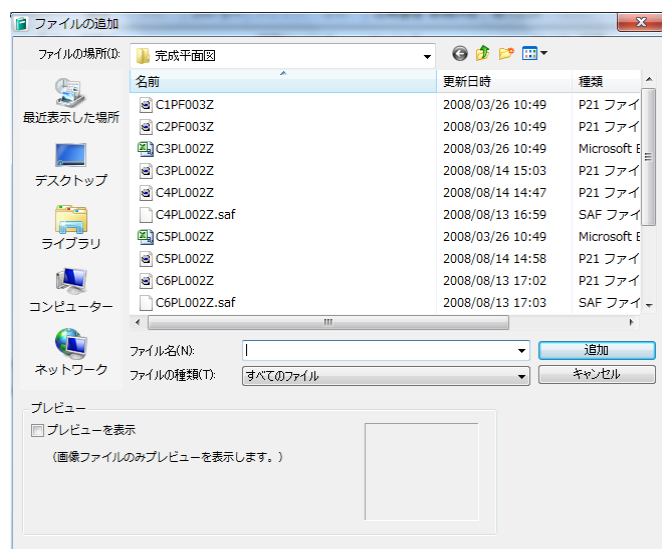 ファイルの追加
ファイルの場所(I):
完成平面図
最近表示した場所
デスクトップ
ライブラリ
コンピューター
ネットワーク
名前 更新日時 種類
C1PF003Z 2008/03/26 10:49 P21 ファイ
C2PF003Z 2008/03/26 10:49 P21 ファイ
C3PL002Z 2008/03/26 10:49 Microsoft E
C3PL002Z 2008/08/14 15:03 P21 ファイ
C4PL002Z 2008/08/14 14:47 P21 ファイ
C4PL002Z.saf 2008/08/13 16:59 SAF ファイ
C5PL002Z 2008/03/26 10:49 Microsoft E
C5PL002Z 2008/08/14 14:58 P21 ファイ
C6PL002Z 2008/08/13 17:02 P21 ファイ
C6PL002Z.saf 2008/08/13 17:03 SAF ファイ
ファイル名(N):
追加
ファイルの種類(T):
すべてのファイル
キャンセル
プレビュー
プレビューを表示
(画像ファイルのみプレビューを表示します。)